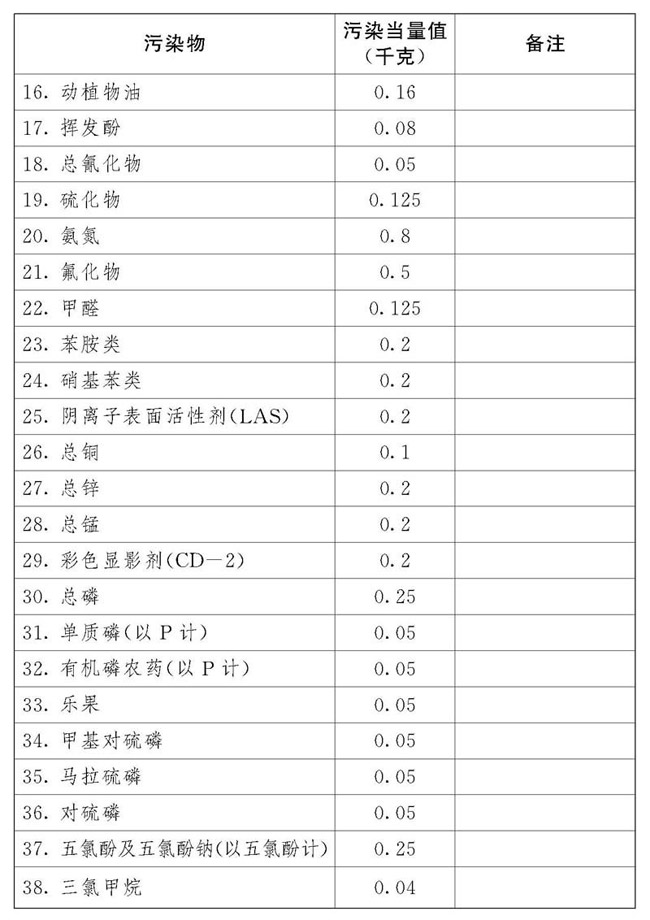 污染物 污染当量值(千克) 备注
16. 动植物油 0.16
17. 挥发酚 0.08
18. 总氰化物 0.05
19. 硫化物 0.125
20. 氨氮 0.8
21. 氟化物 0.5
22. 甲醛 0.125
23. 苯胺类 0.2
24. 硝基苯类 0.2
25. 阴离子表面活性剂(LAS) 0.2
26. 总铜 0.1
27. 总锌 0.2
28. 总锰 0.2
29. 彩色显影剂(CD－2) 0.2
30. 总磷 0.25
31. 单质磷(以 P 计) 0.05
32. 有机磷农药(以 P 计) 0.05
33. 乐果 0.05
34. 甲基对硫磷 0.05
35. 马拉硫磷 0.05
36. 对硫磷 0.05
37. 五氯酚及五氯酚钠(以五氯酚计) 0.25
38. 三氯甲烷 0.04